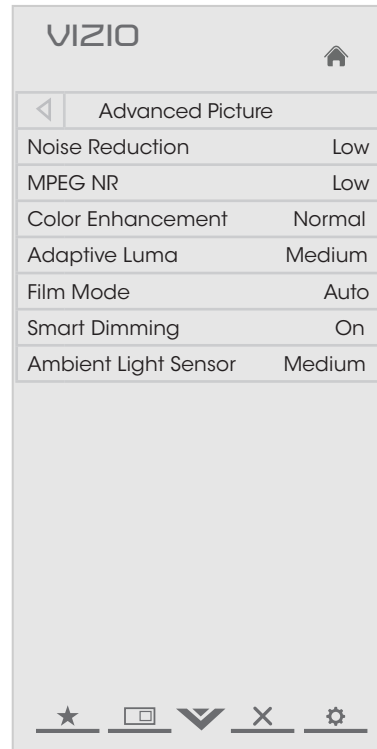 VIZIO
Advanced Picture
Noise Reduction Low
MPEG NR Low
Color Enhancement Normal
Adaptive Luma Medium
Film Mode Auto
Smart Dimming On
Ambient Light Sensor Medium